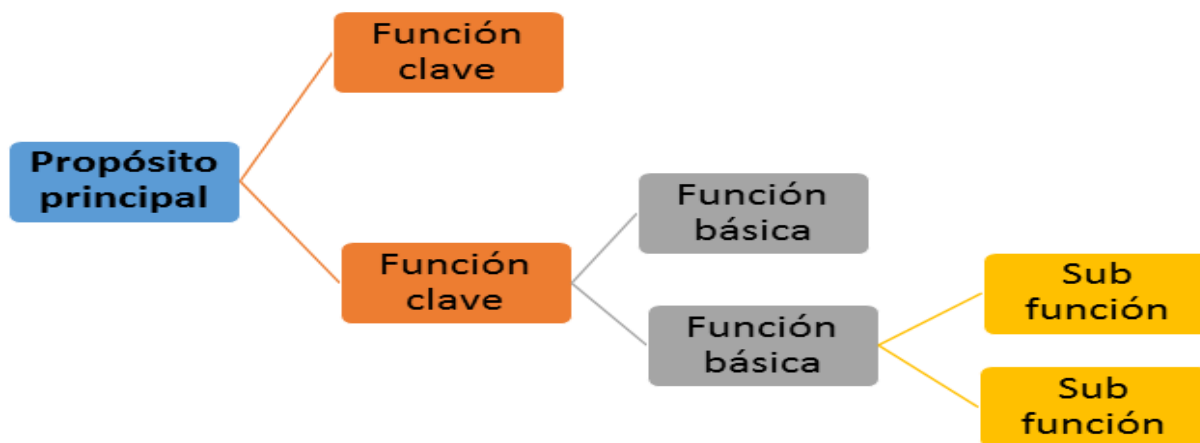 Función
clave
Propósito
principal
Función
clave
Función
básica
Función
básica
Sub
función
Sub
función